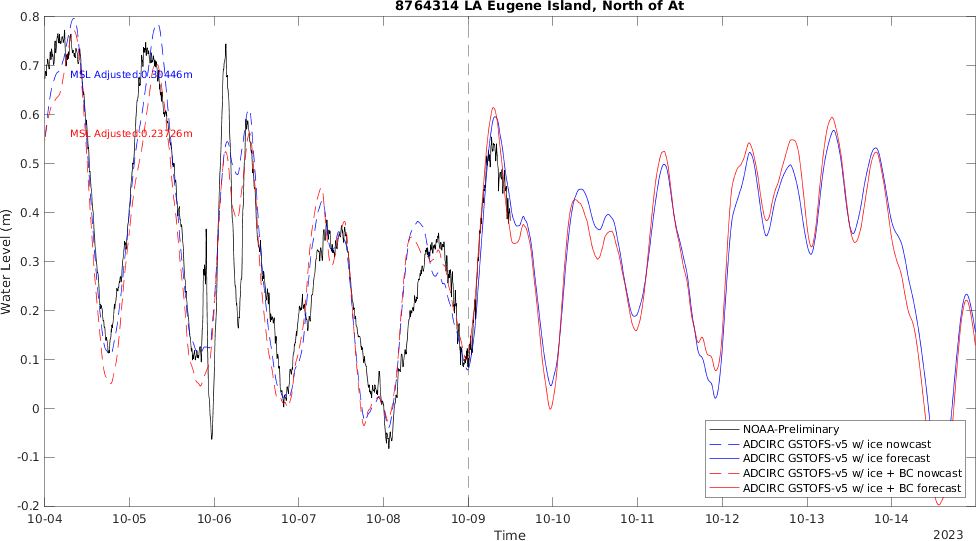 8764314 LA Eugene Island, North of At
0.8
0.7
0.6
0.5
0.4
0.3
0.2
0.1
0
-0.1
-0.2
Water Level (m)
MSL Adjusted:0.30446m
MSL Adjusted:0.23726m
NOAA-Preliminary
ADCIRC GSTOFS-v5 w/ ice nowcast
ADCIRC GSTOFS-v5 w/ ice forecast
ADCIRC GSTOFS-v5 w/ ice + BC nowcast
ADCIRC GSTOFS-v5 w/ ice + BC forecast
10-04 10-05 10-06 10-07 10-08 10-09 10-10 10-11 10-12 10-13 10-14
Time
2023